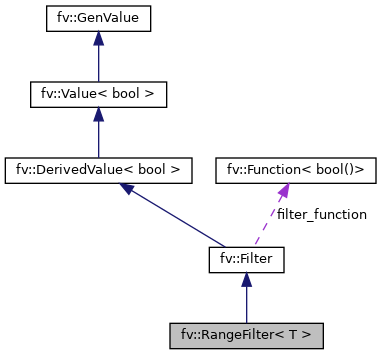 fv::GenValue
fv::Value< bool >
fv::DerivedValue< bool >
fv::Function< bool()>
filter_function
fv::Filter
fv::RangeFilter< T >